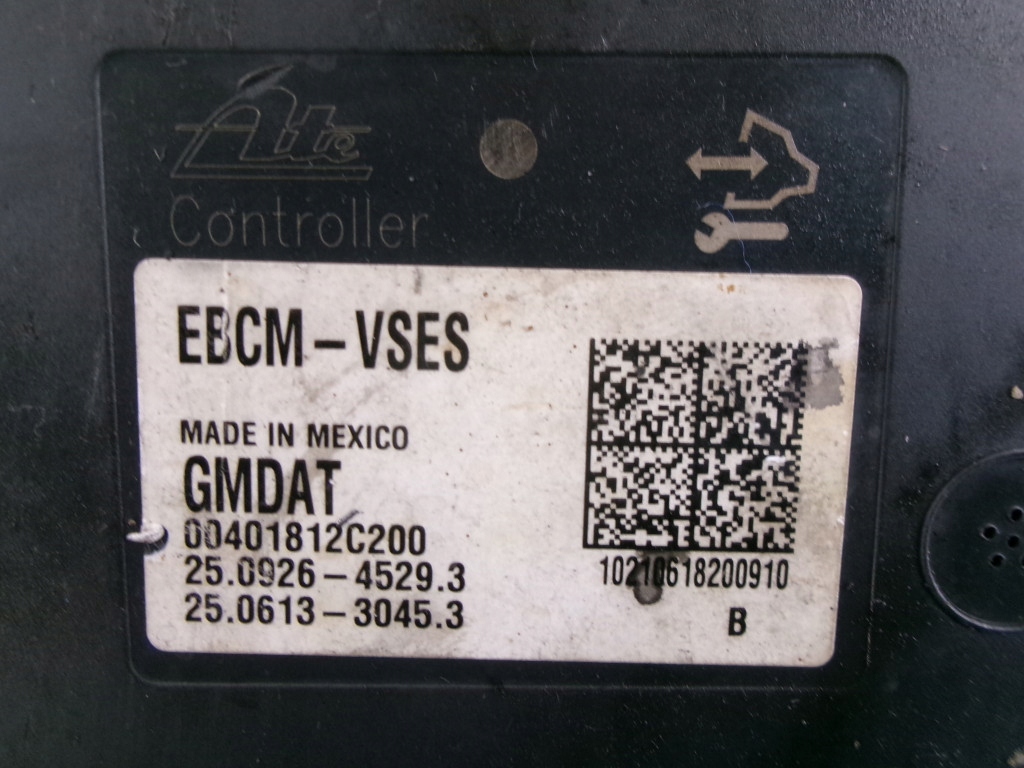 Ate
Controller
EBCM-VSES
MADE IN MEXICO
GMDAT
00401812C200
25.0926-4529.3
25.0613-3045.3
10210618200910
B